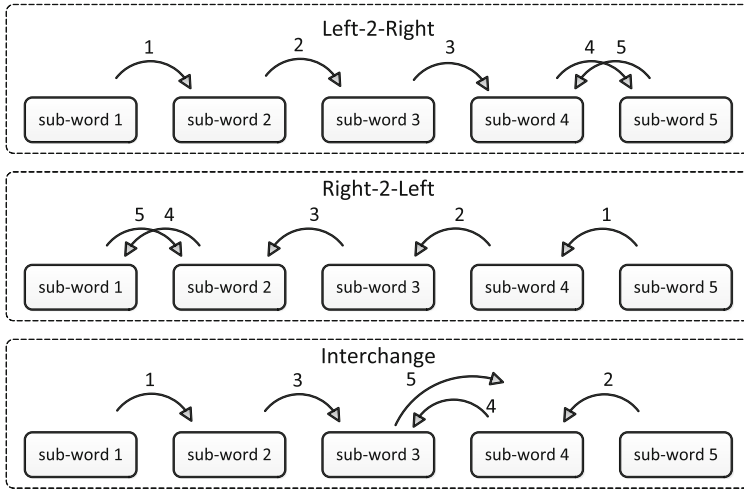 Left-2-Right
1 2 3 4 5
sub-word 1 sub-word 2 sub-word 3 sub-word 4 sub-word 5
Right-2-Left
5 4 3 2 1
sub-word 1 sub-word 2 sub-word 3 sub-word 4 sub-word 5
Interchange
1 3 5 4 2
sub-word 1 sub-word 2 sub-word 3 sub-word 4 sub-word 5